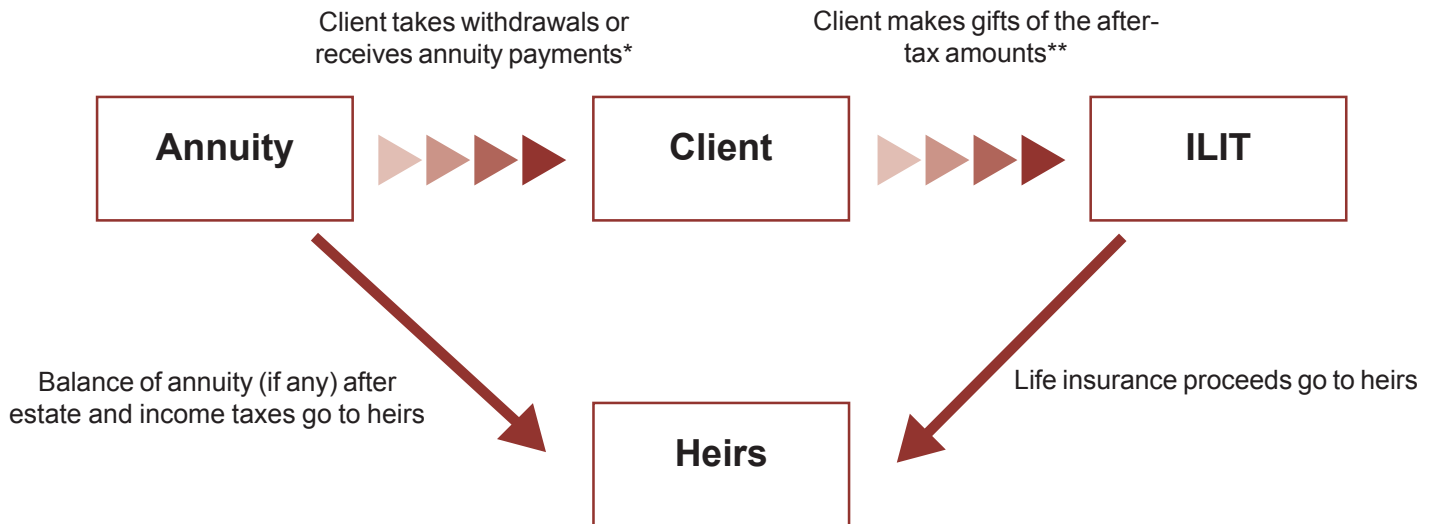 Client takes withdrawals or
receives annuity payments*
Client makes gifts of the after-
tax amounts**
Annuity
Client
ILIT
Balance of annuity (if any) after
estate and income taxes go to heirs
Life insurance proceeds go to heirs
Heirs